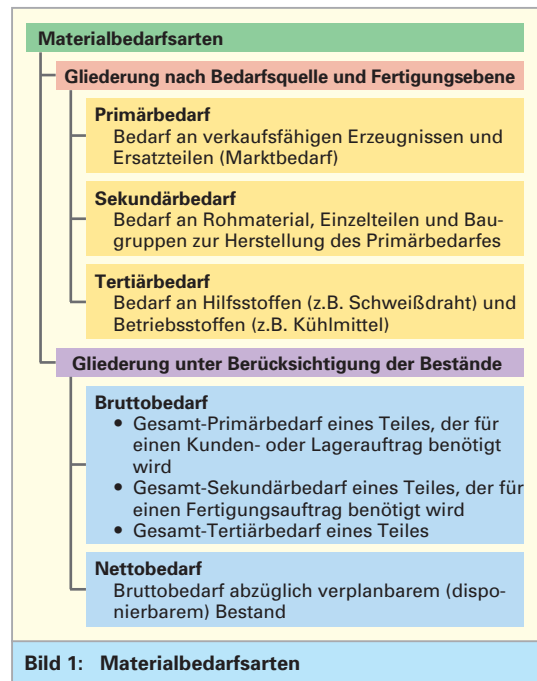 Materialbedarfsarten
Gliederung nach Bedarfsquelle und Fertigungsebene
Primärbedarf
Bedarf an verkaufsfähigen Erzeugnissen und
Ersatzteilen (Marktbedarf)
Sekundärbedarf
Bedarf an Rohmaterial, Einzelteilen und Bau-
gruppen zur Herstellung des Primärbedarfes
Tertiärbedarf
Bedarf an Hilfsstoffen (z.B. Schweißdraht) und
Betriebsstoffen (z.B. Kühlmittel)
Gliederung unter Berücksichtigung der Bestände
Bruttobedarf
• Gesamt-Primärbedarf eines Teiles, der für
einen Kunden- oder Lagerauftrag benötigt
wird
• Gesamt-Sekundärbedarf eines Teiles, der für
einen Fertigungsauftrag benötigt wird
• Gesamt-Tertiärbedarf eines Teiles
Nettobedarf
Bruttobedarf abzüglich verplanbarem (dispo-
nierbarem) Bestand
Bild 1: Materialbedarfsarten